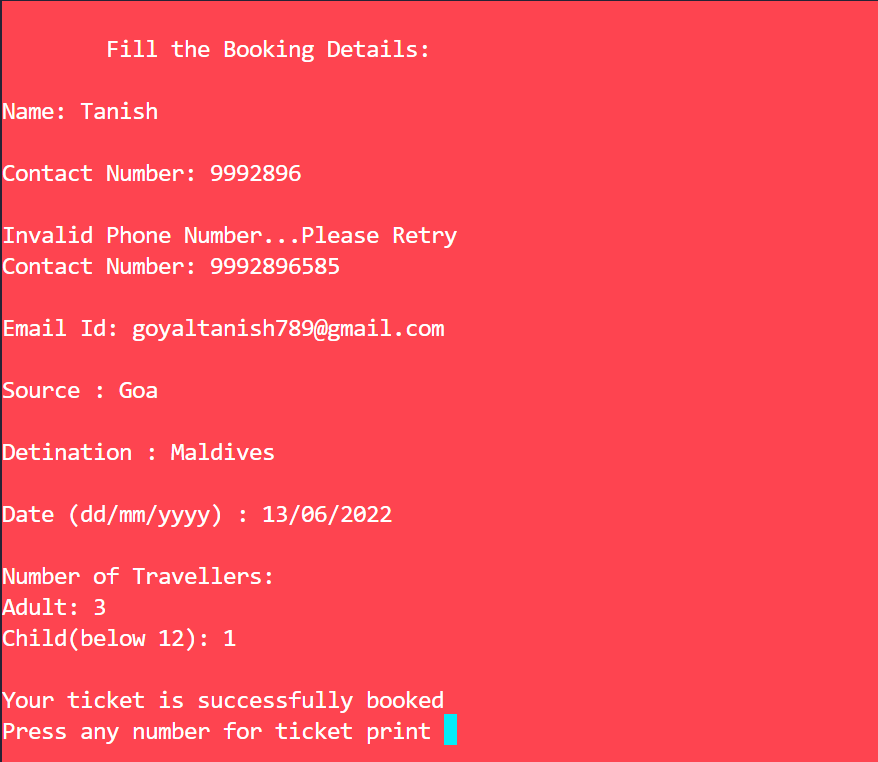 Fill the Booking Details:
Name: Tanish
Contact Number: 9992896
Invalid Phone Number...Please Retry
Contact Number: 9992896585
Email Id: goyaltanish789@gmail.com
Source : Goa
Detination : Maldives
Date (dd/mm/yyyy) : 13/06/2022
Number of Travellers:
Adult: 3
Child(below 12): 1
Your ticket is successfully booked
Press any number for ticket print